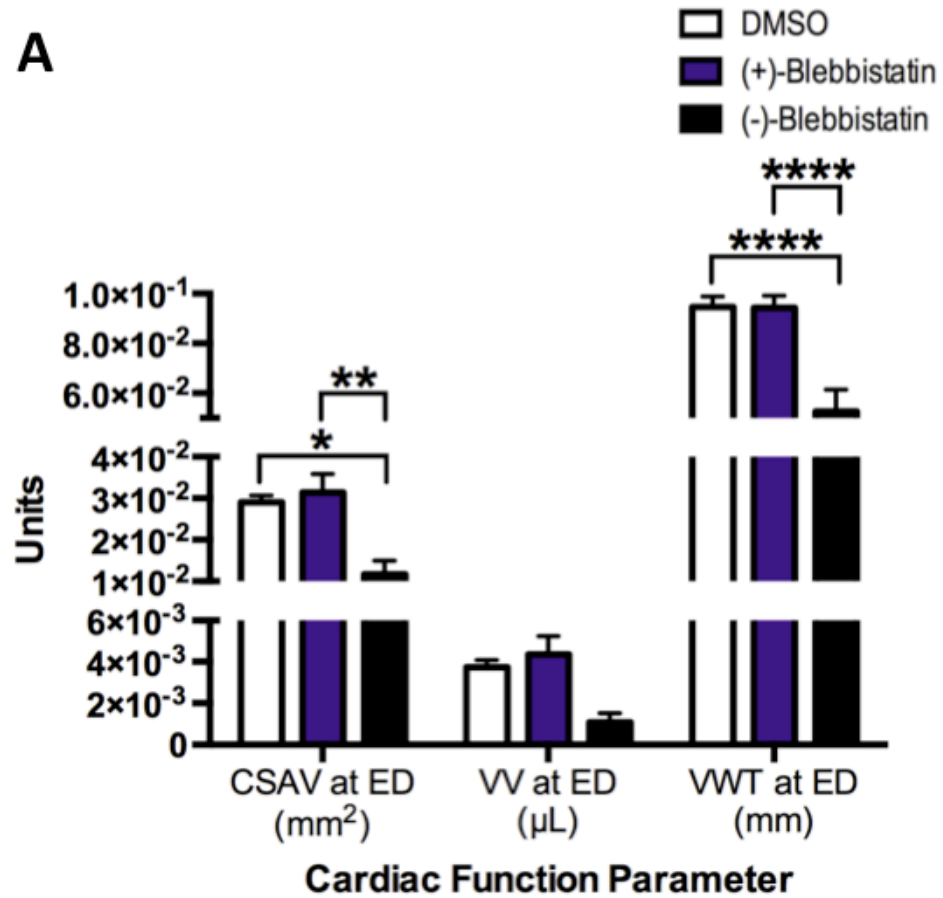 A
DMSO
(+)-Blebbistatin
(-)-Blebbistatin
****
****
1.0×10⁻¹
8.0×10⁻²
6.0×10⁻²
**
*
4×10⁻²
3×10⁻²
2×10⁻²
1×10⁻²
6×10⁻³
4×10⁻³
2×10⁻³
0
Units
CSAV at ED VV at ED VWT at ED
(mm²) (µL) (mm)
Cardiac Function Parameter